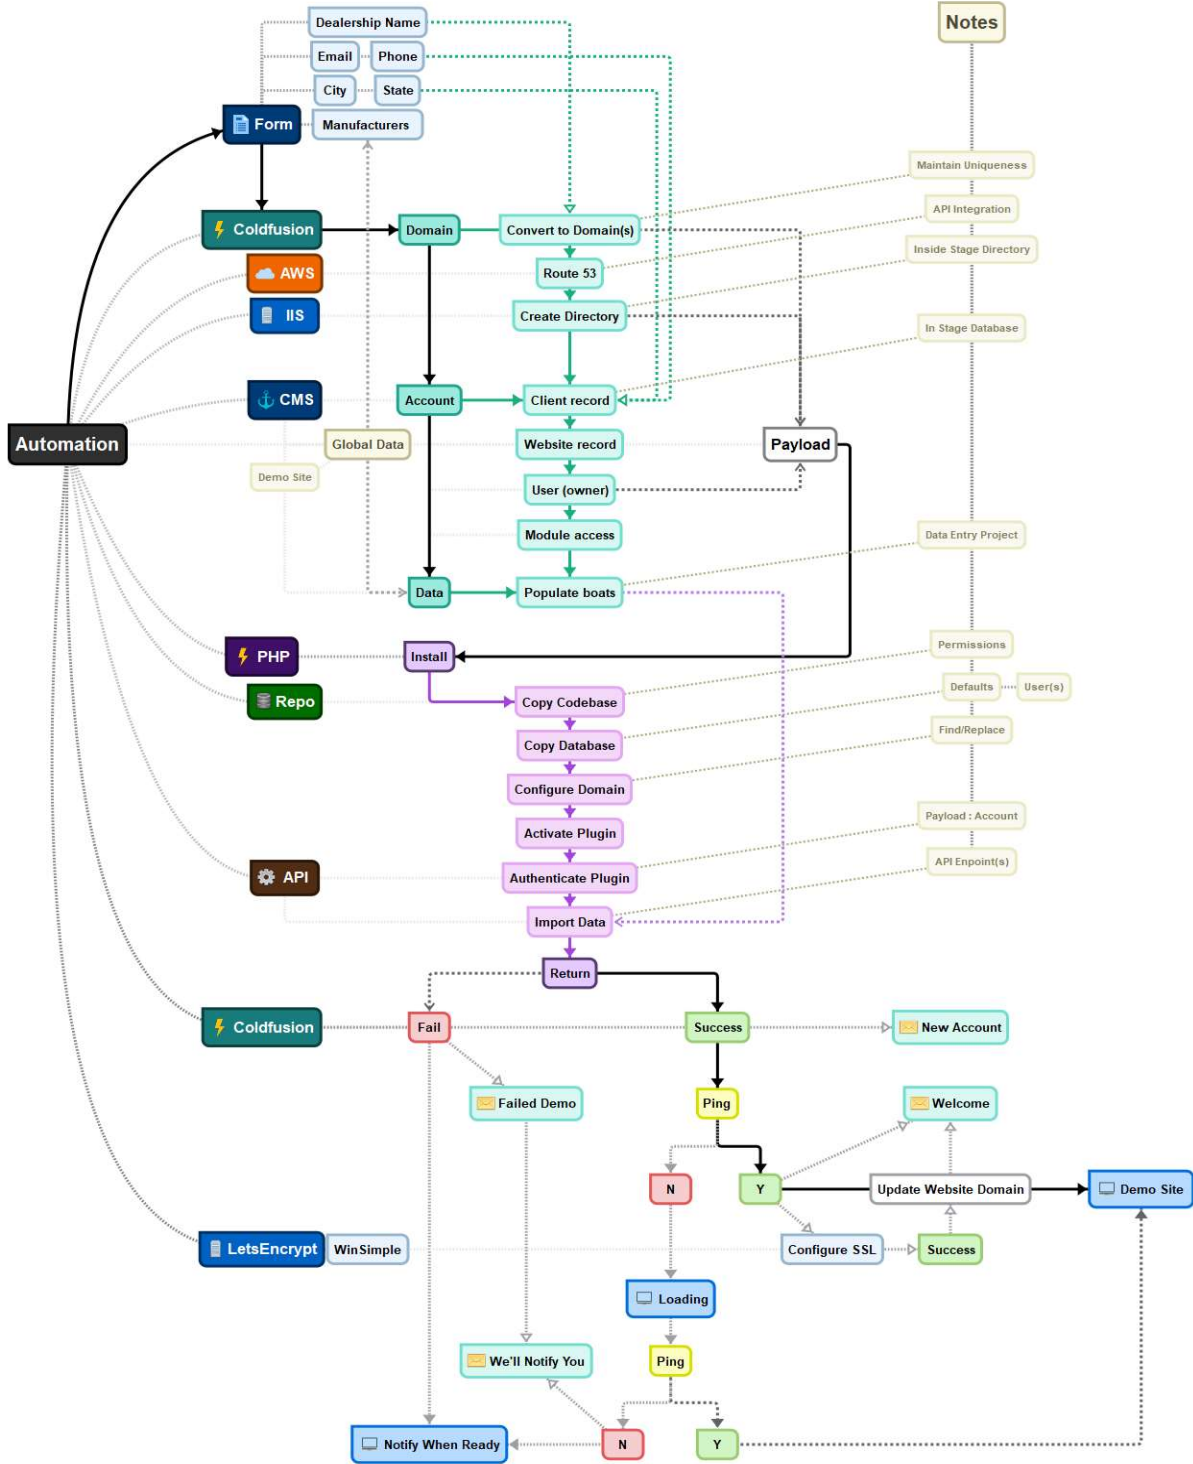 Dealership Name
Notes
Email
Phone
City
State
Form
Manufacturers
Maintain Uniqueness
API Integration
Coldfusion
Domain
Convert to Domain(s)
Inside Stage Directory
AWS
Route 53
IIS
Create Directory
In Stage Database
CMS
Account
Client record
Automation
Global Data
Website record
Payload
Demo Site
User (owner)
Module access
Data Entry Project
Data
Populate boats
Permissions
PHP
Install
Defaults
User(s)
Repo
Copy Codebase
Find/Replace
Copy Database
Configure Domain
Payload : Account
Activate Plugin
API Enpoint(s)
API
Authenticate Plugin
Import Data
Return
Coldfusion
Fail
Success
New Account
Failed Demo
Ping
Welcome
N
Y
Update Website Domain
Demo Site
LetsEncrypt
WinSimple
Configure SSL
Success
Loading
We'll Notify You
Ping
Notify When Ready
N
Y